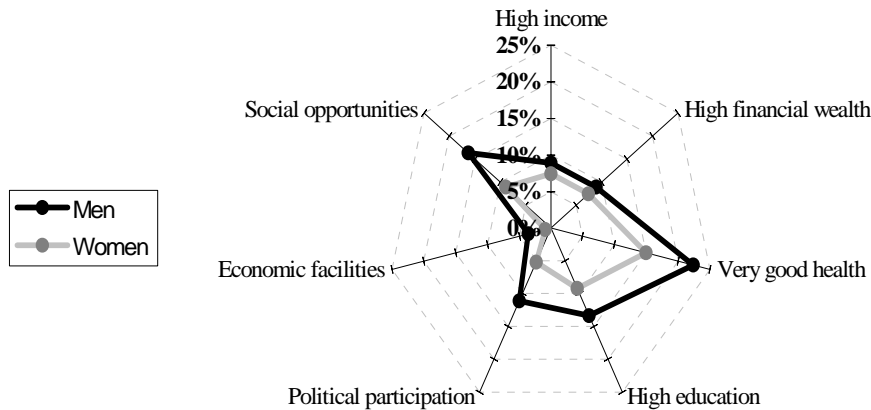 High income
25%
20%
15%
10%
5%
0%
Social opportunities
High financial wealth
Men
Women
Economic facilities
Very good health
Political participation
High education